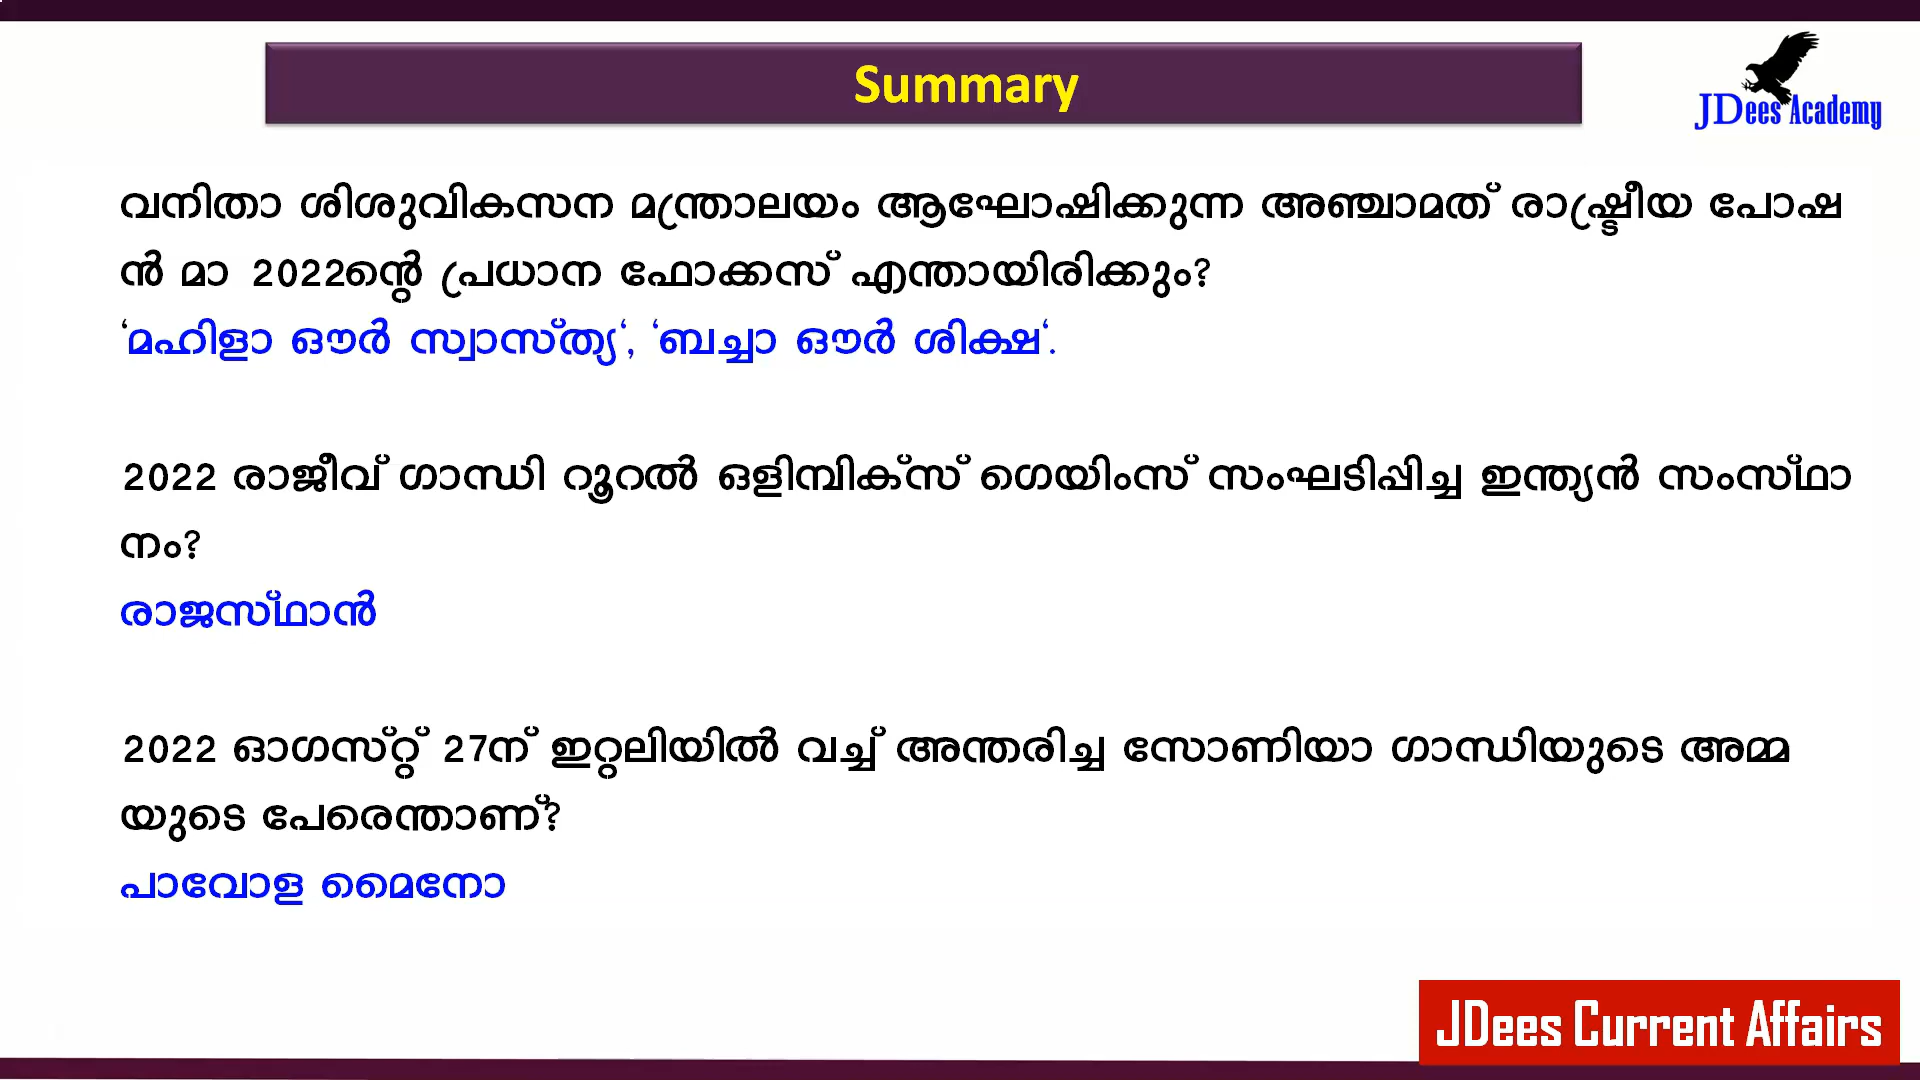 Summary
JDees Academy
വനിതാ ശിശുവികസന മന്ത്രാലയം ആഘോഷിക്കുന്ന അഞ്ചാമത് രാഷ്ട്രീയ പോഷ
ൻ മാ 2022ന്റെ പ്രധാന ഫോക്കസ് എന്തായിരിക്കും?
‘മഹിളാ ഔർ സ്വാസ്ത്യ‘, ‘ബച്ചാ ഔർ ശിക്ഷ‘.
2022 രാജീവ് ഗാന്ധി റൂറൽ ഒളിമ്പിക്സ് ഗെയിംസ് സംഘടിപ്പിച്ച ഇന്ത്യൻ സംസ്ഥാ
നം?
രാജസ്ഥാൻ
2022 ഓഗസ്റ്റ് 27ന് ഇറ്റലിയിൽ വച്ച് അന്തരിച്ച സോണിയാ ഗാന്ധിയുടെ അമ്മ
യുടെ പേരെന്താണ്?
പാവോള മൈനോ
JDees Current Affairs